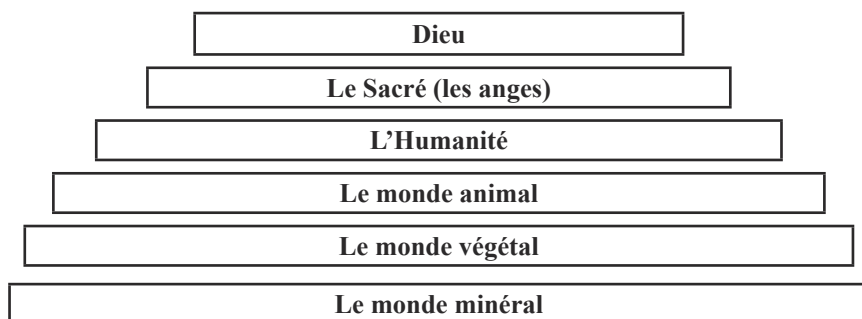 Dieu
Le Sacré (les anges)
L’Humanité
Le monde animal
Le monde végétal
Le monde minéral